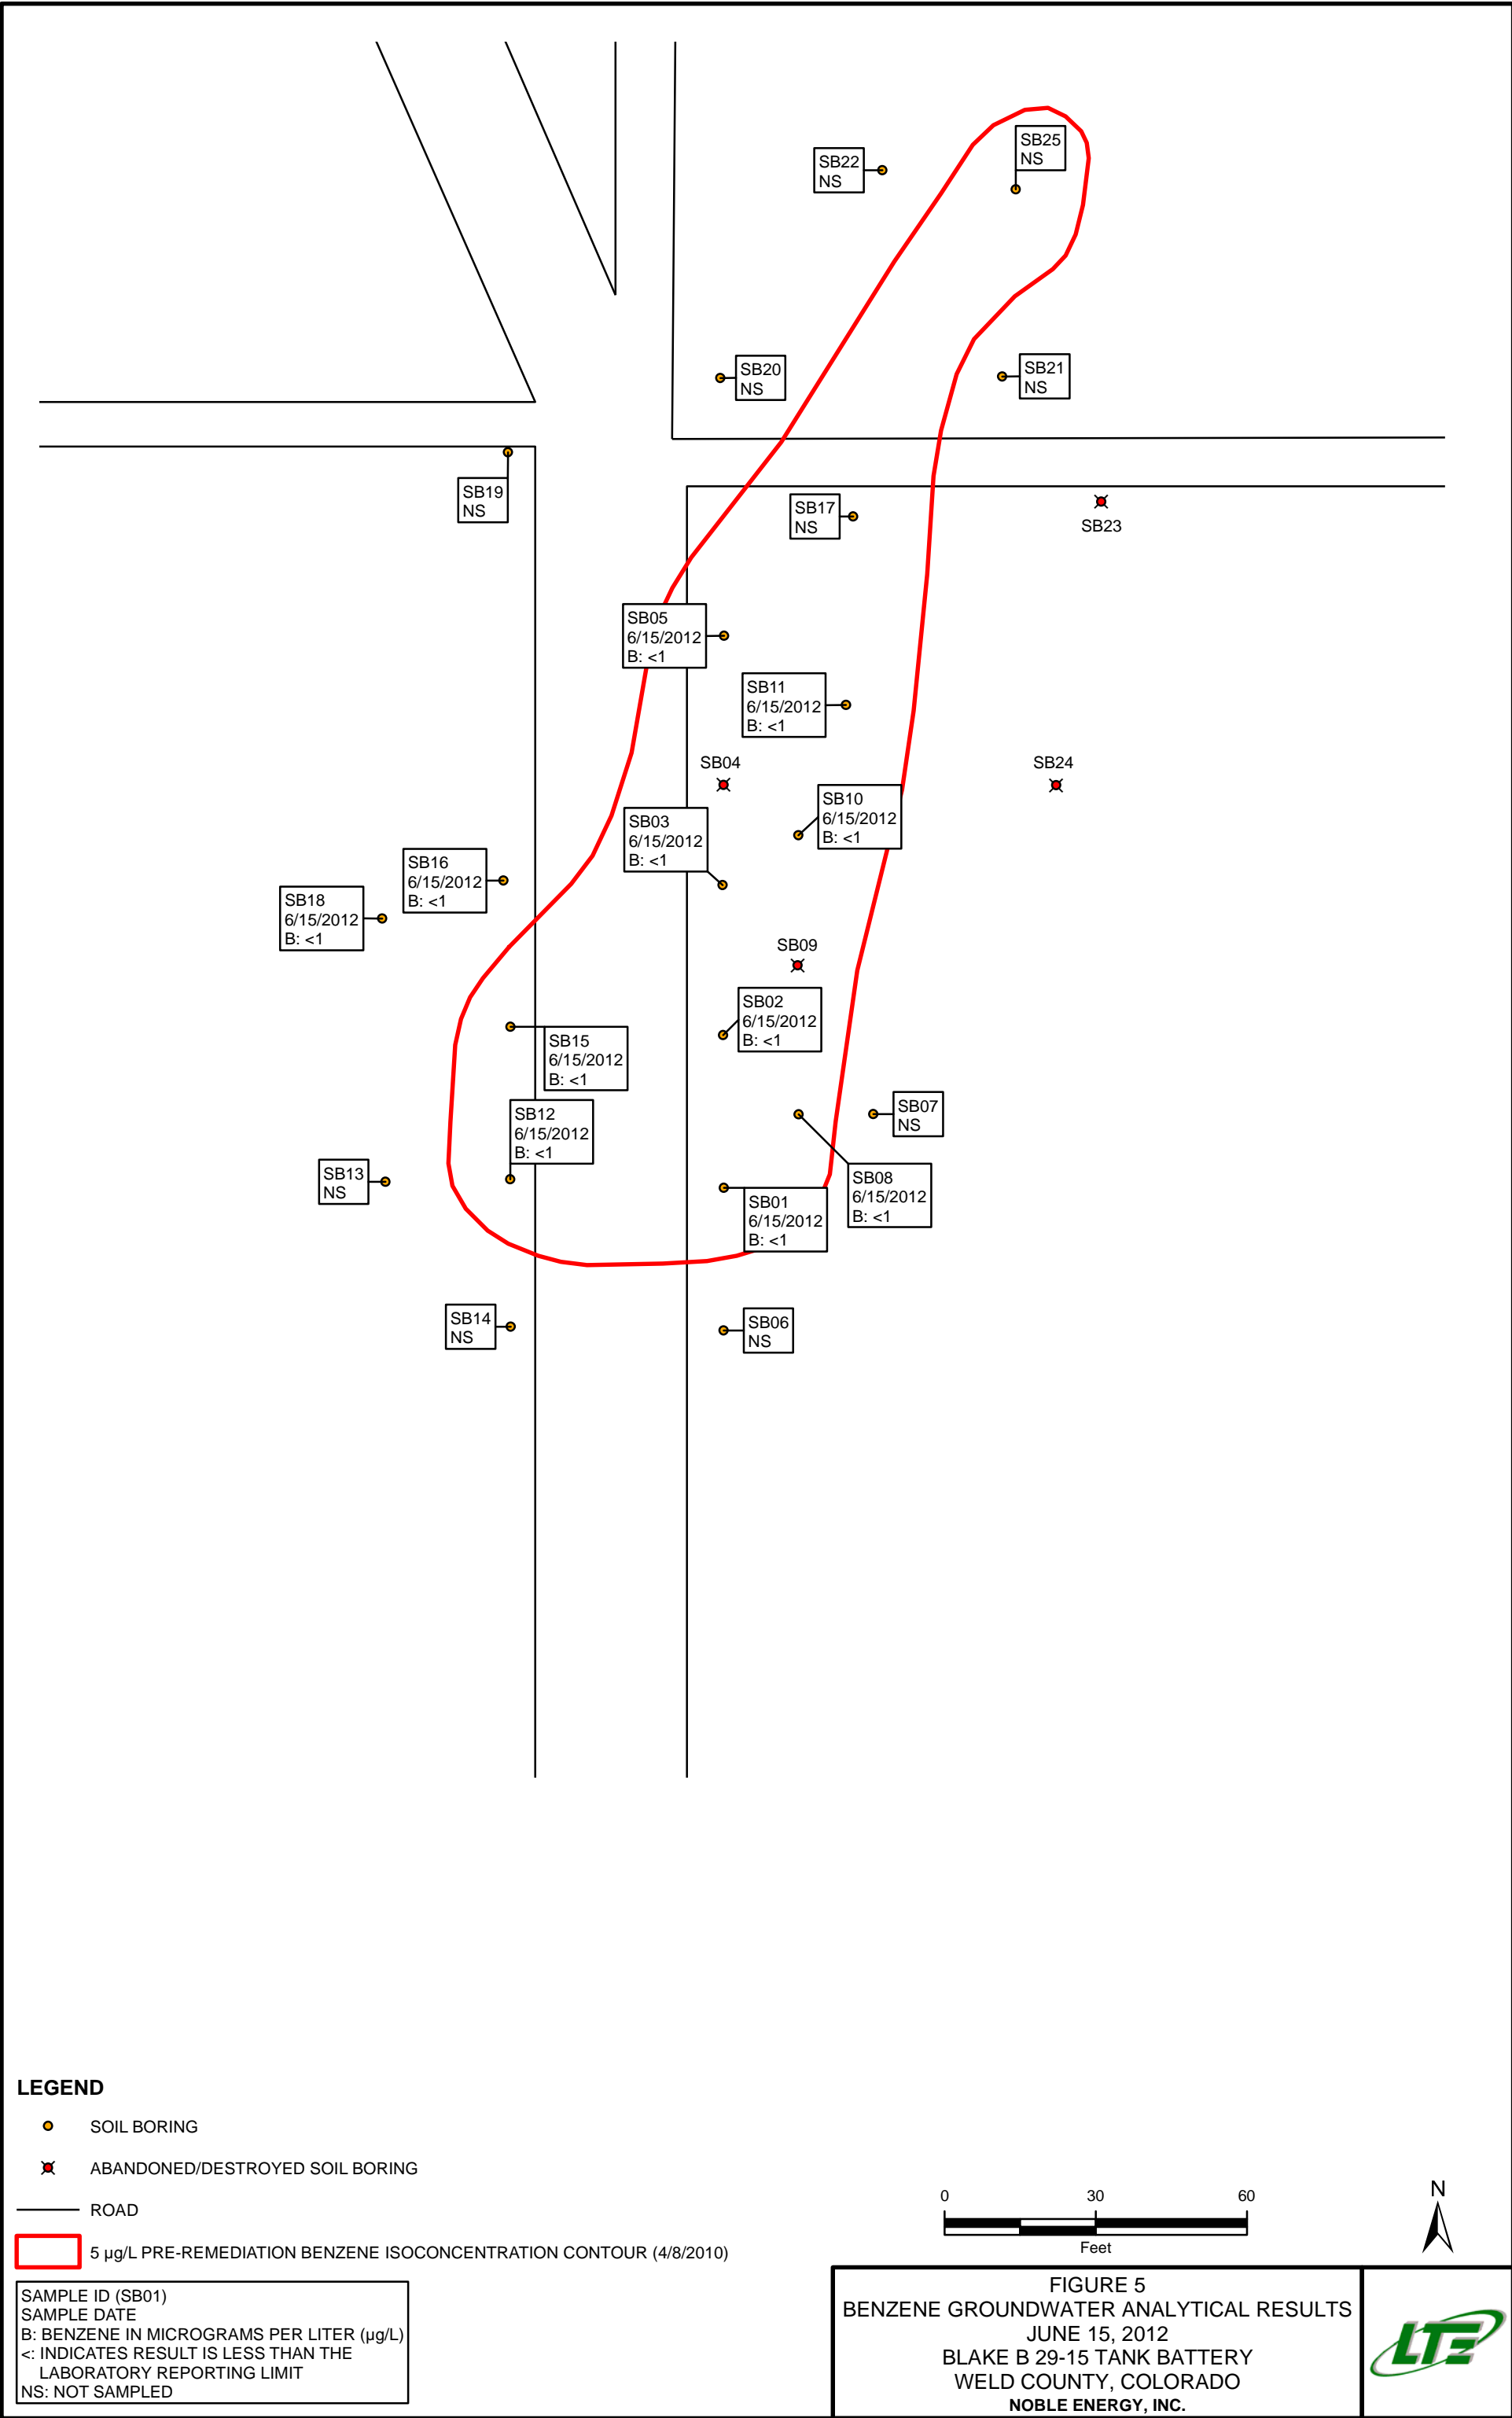 SB25
NS
SB22
NS
SB20
NS
SB21
NS
SB19
NS
SB17
NS
SB23
SB05
6/15/2012
B: <1
SB11
6/15/2012
B: <1
SB04
SB24
SB10
6/15/2012
B: <1
SB03
6/15/2012
B: <1
SB16
6/15/2012
B: <1
SB18
6/15/2012
B: <1
SB09
SB02
6/15/2012
B: <1
SB15
6/15/2012
B: <1
SB07
NS
SB12
6/15/2012
B: <1
SB13
NS
SB08
6/15/2012
B: <1
SB01
6/15/2012
B: <1
SB14
NS
SB06
NS
LEGEND
SOIL BORING
ABANDONED/DESTROYED SOIL BORING
ROAD
5 µg/L PRE-REMEDIATION BENZENE ISOCONCENTRATION CONTOUR (4/8/2010)
SAMPLE ID (SB01)
SAMPLE DATE
B: BENZENE IN MICROGRAMS PER LITER (µg/L)
<: INDICATES RESULT IS LESS THAN THE
LABORATORY REPORTING LIMIT
NS: NOT SAMPLED
0 30 60
Feet
N
FIGURE 5
BENZENE GROUNDWATER ANALYTICAL RESULTS
JUNE 15, 2012
BLAKE B 29-15 TANK BATTERY
WELD COUNTY, COLORADO
NOBLE ENERGY, INC.
LTE